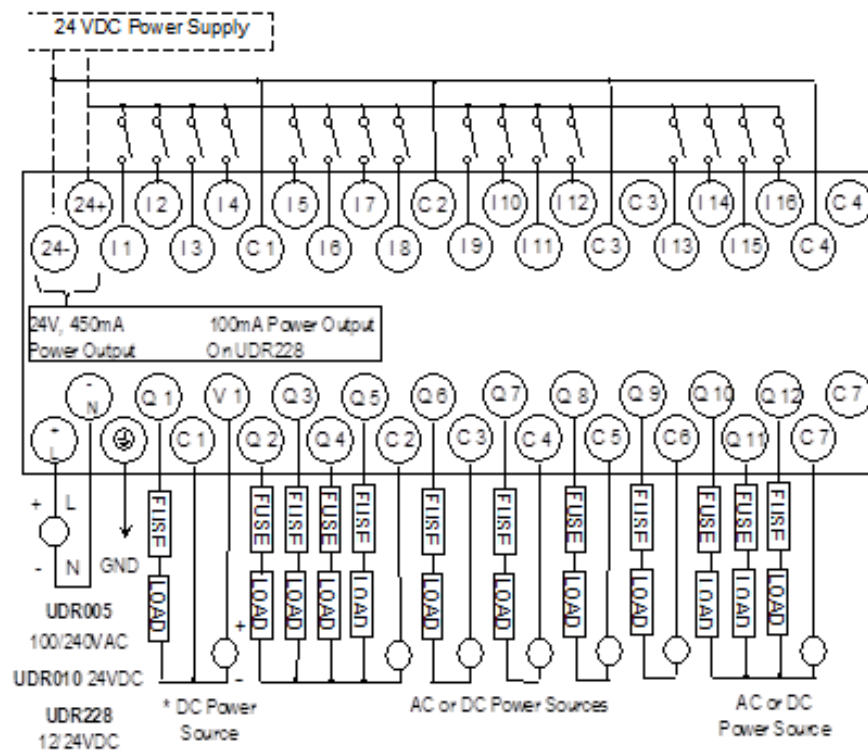 24 VDC Power Supply
24+ I2 I4 I5 I7 C2 I10 I12 C3 I14 I16 C4
24- I1 I3 C1 I6 I8 I9 I11 C3 I13 I15 C4
24V, 450mA 100mA Power Output
Power Output On UDR228
- N Q1 V1 Q3 Q5 Q6 Q7 Q8 Q9 Q10 Q12 C7
+ L C1 Q2 Q4 C2 C3 C4 C5 C6 Q11 C7
FUSE FUSE FUSE FUSE FUSE FUSE FUSE FUSE FUSE FUSE FUSE FUSE
+ L
- N GND
LOAD LOAD LOAD LOAD LOAD LOAD LOAD LOAD LOAD LOAD LOAD LOAD
UDR005
100/240VAC
+
-
UDR010 24VDC
UDR228
12/24VDC
* DC Power
Source
AC or DC Power Sources
AC or DC
Power Source